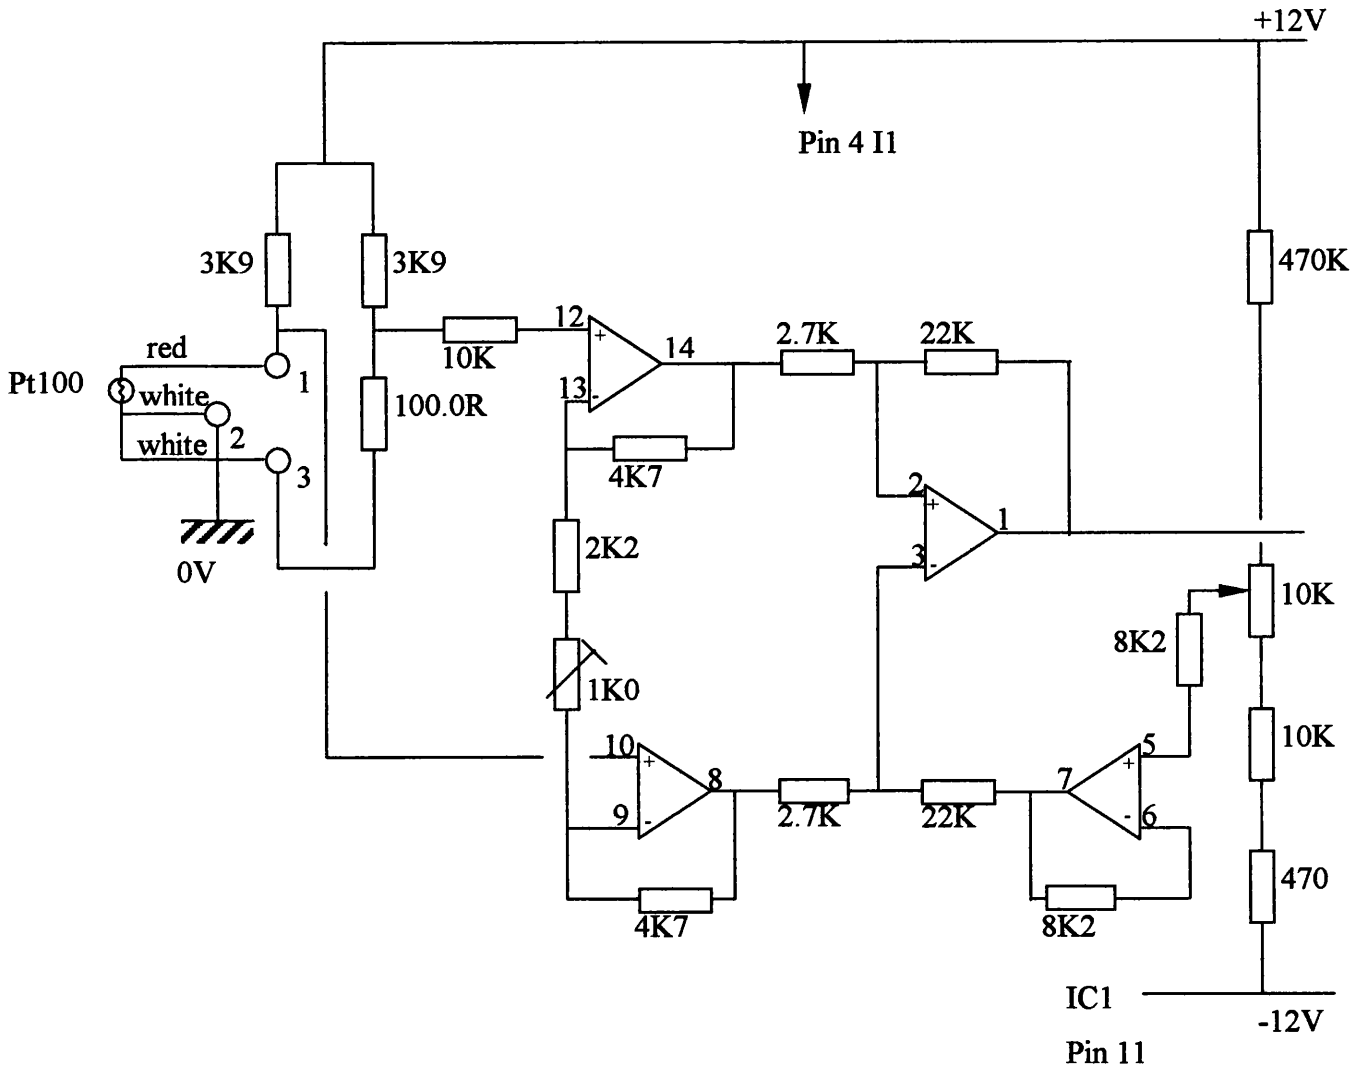 +12V
Pin 4 I1
3K9
3K9
470K
red
1
Pt100
white
2
white
3
0V
100.0R
10K
12
+
13
-
14
4K7
2.7K
22K
2
+
3
-
1
2K2
1K0
10
+
9
-
8
4K7
2.7K
22K
7
5
+
6
-
8K2
8K2
10K
10K
470
IC1
Pin 11
-12V